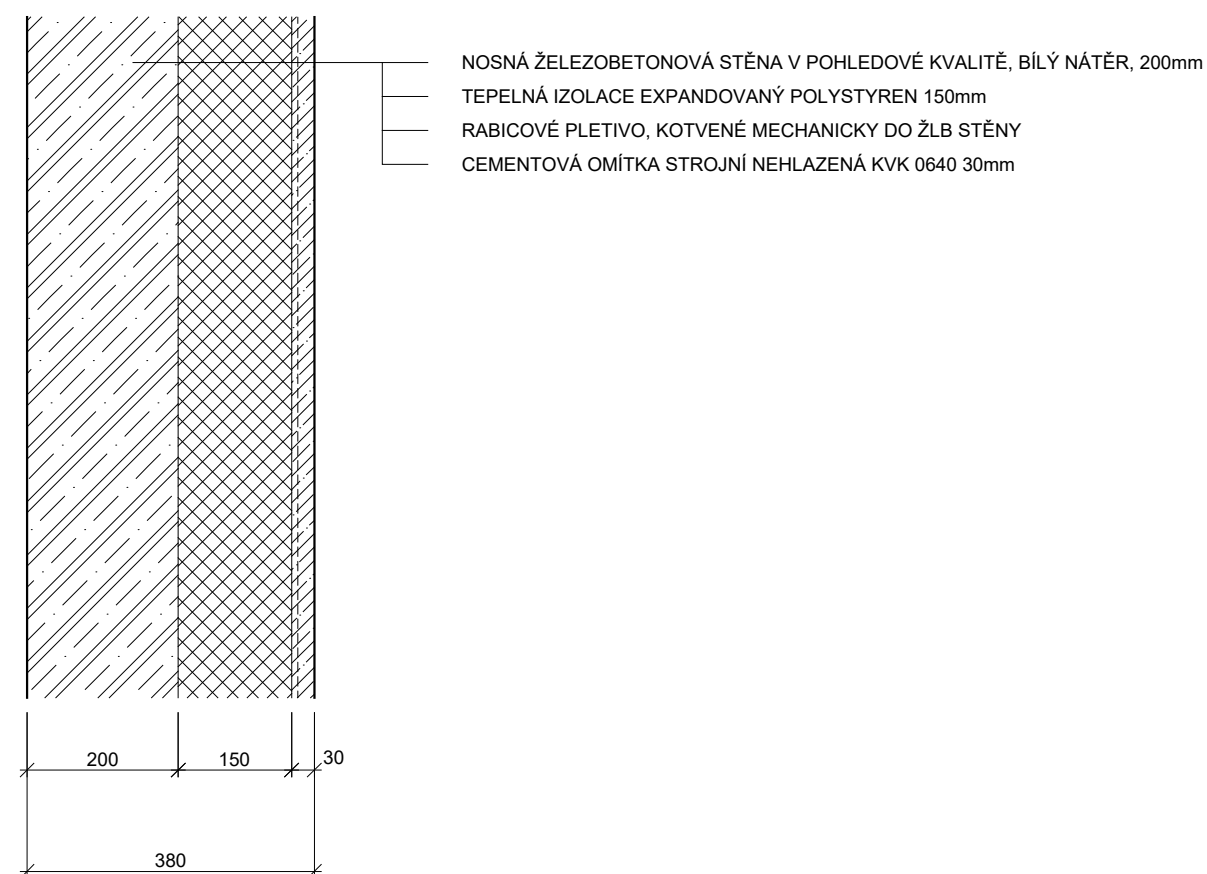 NOSNÁ ŽELEZOBETONOVÁ STĚNA V POHLEDOVÉ KVALITĚ, BÍLÝ NÁTĚR, 200mm
TEPELNÁ IZOLACE EXPANDOVANÝ POLYSTYREN 150mm
RABICOVÉ PLETIVO, KOTVENÉ MECHANICKY DO ŽLB STĚNY
CEMENTOVÁ OMÍTKA STROJNÍ NEHLAZENÁ KVK 0640 30mm
200 150 30
380